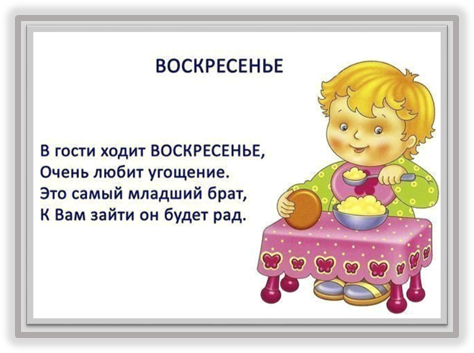 ВОСКРЕСЕНЬЕ
В гости ходит ВОСКРЕСЕНЬЕ,
Очень любит угощение.
Это самый младший брат,
К Вам зайти он будет рад.